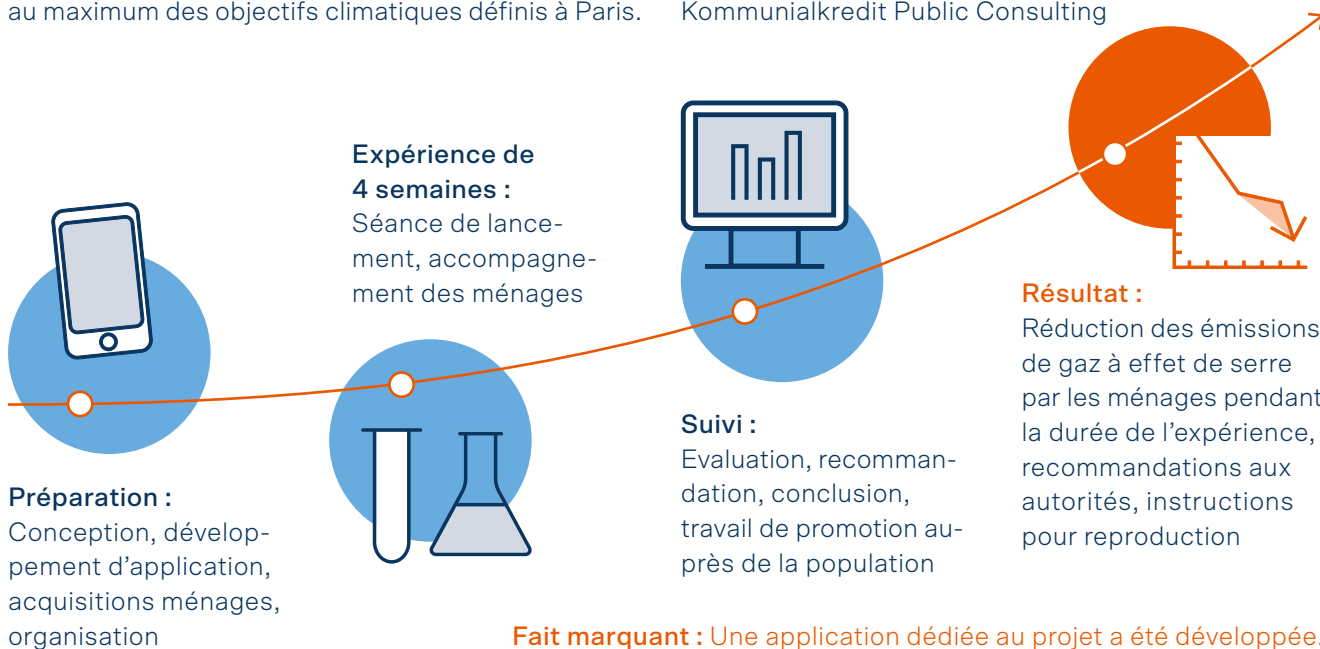 au maximum des objectifs climatiques définis à Paris.
Kommunialkredit Public Consulting
Préparation :
Conception, dévelop-
pement d'application,
acquisitions ménages,
organisation
Expérience de
4 semaines :
Séance de lance-
ment, accompagne-
ment des ménages
Suivi :
Evaluation, recomman-
dation, conclusion,
travail de promotion au-
près de la population
Résultat :
Réduction des émissions
de gaz à effet de serre
par les ménages pendant
la durée de l'expérience,
recommandations aux
autorités, instructions
pour reproduction
Fait marquant : Une application dédiée au projet a été développée.